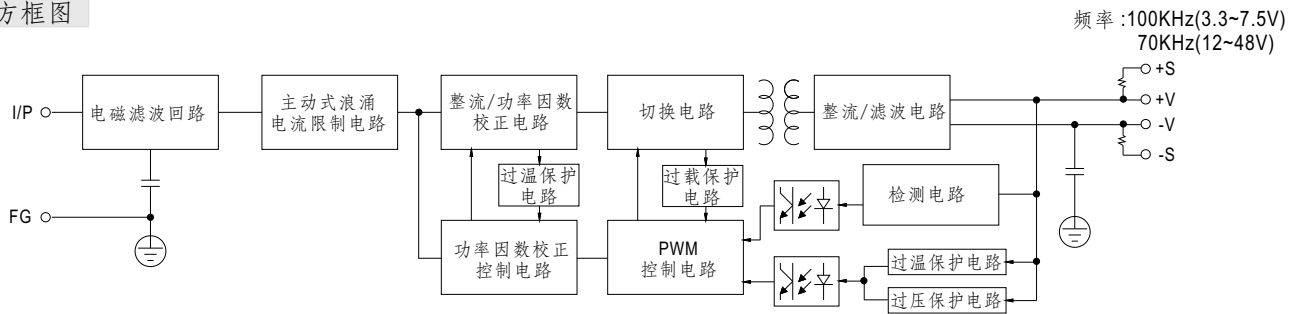 方框图
频率 :100KHz(3.3~7.5V)
70KHz(12~48V)
+S
I/P
电磁滤波回路
主动式浪涌
电流限制电路
整流/功率因数
校正电路
切换电路
整流/滤波电路
+V
-V
-S
过温保护
电路
过载保护
电路
检测电路
FG
功率因数校正
控制电路
PWM
控制电路
过温保护电路
过压保护电路